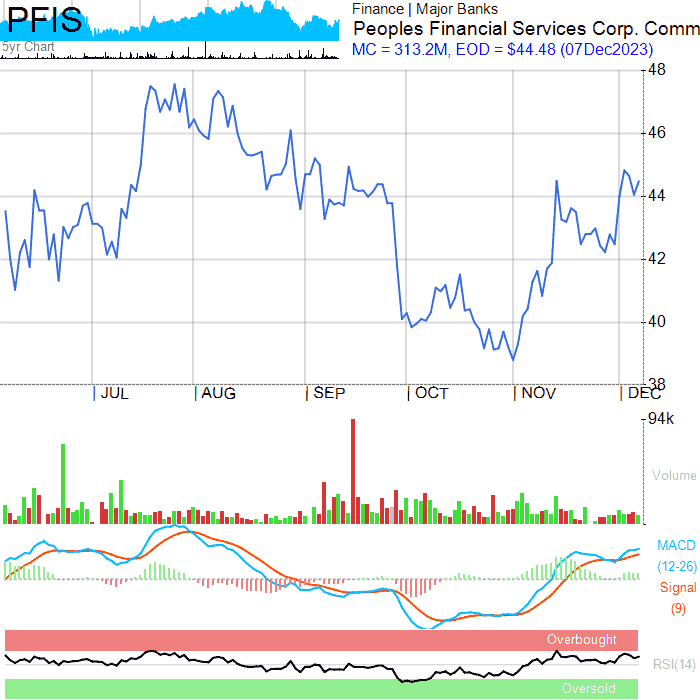 PFIS
5yr Chart
Finance | Major Banks
Peoples Financial Services Corp. Comm
MC = 313.2M, EOD = $44.48 (07Dec2023)
48
46
44
42
40
38
JUL AUG SEP OCT NOV DEC
94k
Volume
MACD
(12-26)
Signal
(9)
Overbought
RSI(14)
Oversold